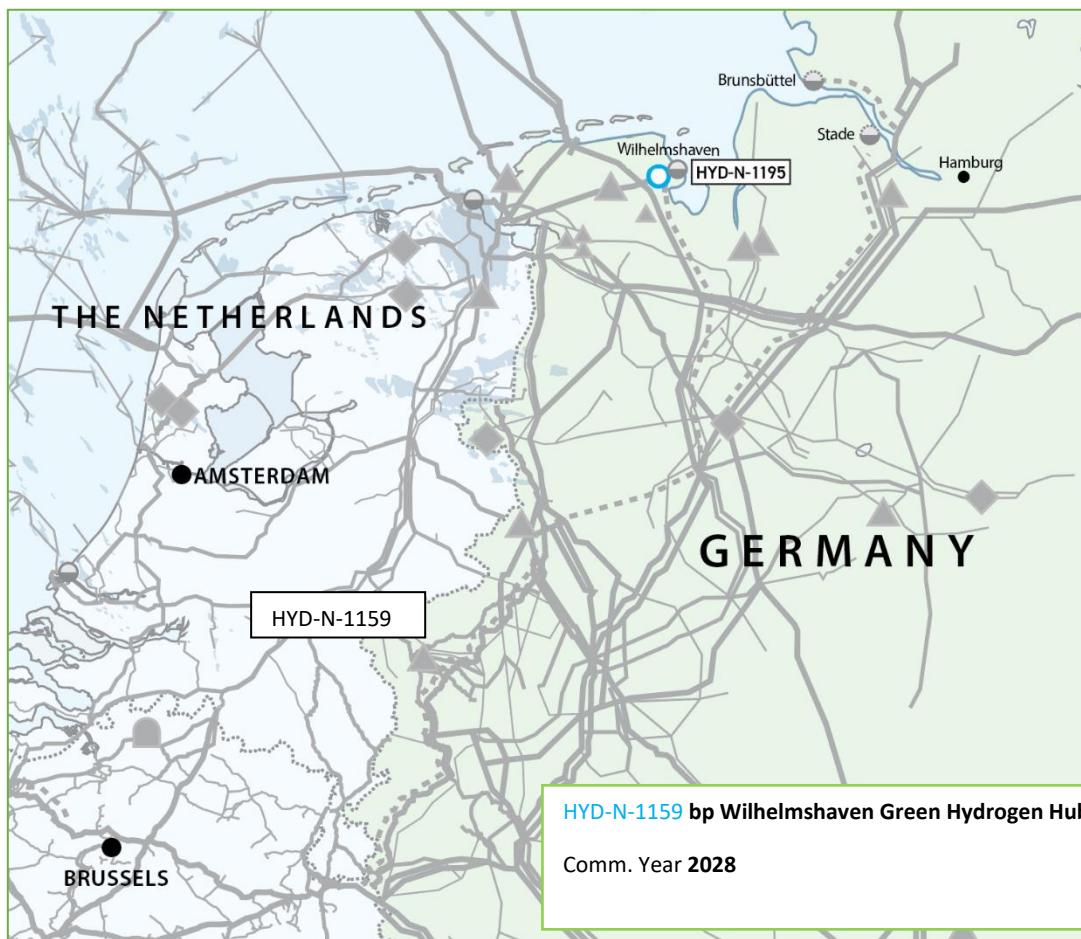 Brunsbüttel
Stade
Wilhelmshaven
HYD-N-1195
Hamburg
THE NETHERLANDS
AMSTERDAM
GERMANY
HYD-N-1159
HYD-N-1159 bp Wilhelmshaven Green Hydrogen Hub
Comm. Year 2028
BRUSSELS